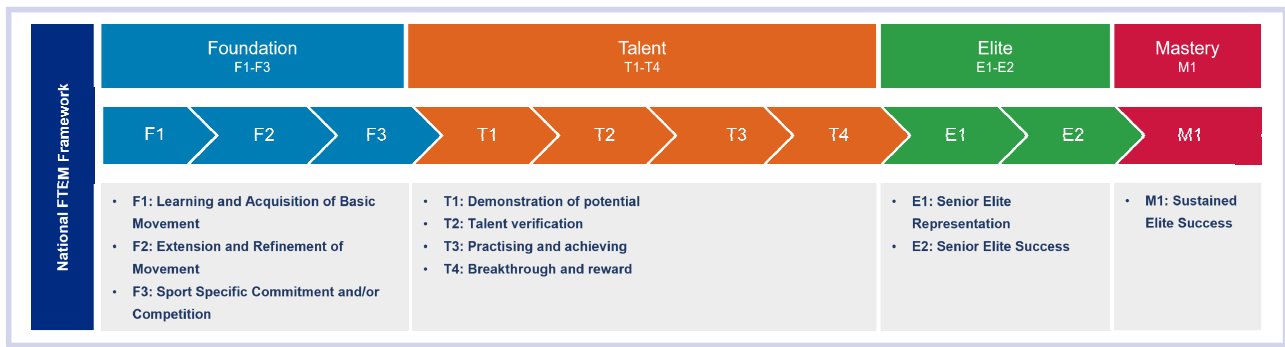 National FTEM Framework
Foundation
F1-F3
Talent
T1-T4
Elite
E1-E2
Mastery
M1
F1
F2
F3
T1
T2
T3
T4
E1
E2
M1
• F1: Learning and Acquisition of Basic
Movement
• F2: Extension and Refinement of
Movement
• F3: Sport Specific Commitment and/or
Competition
• T1: Demonstration of potential
• T2: Talent verification
• T3: Practising and achieving
• T4: Breakthrough and reward
• E1: Senior Elite
Representation
• E2: Senior Elite Success
• M1: Sustained
Elite Success